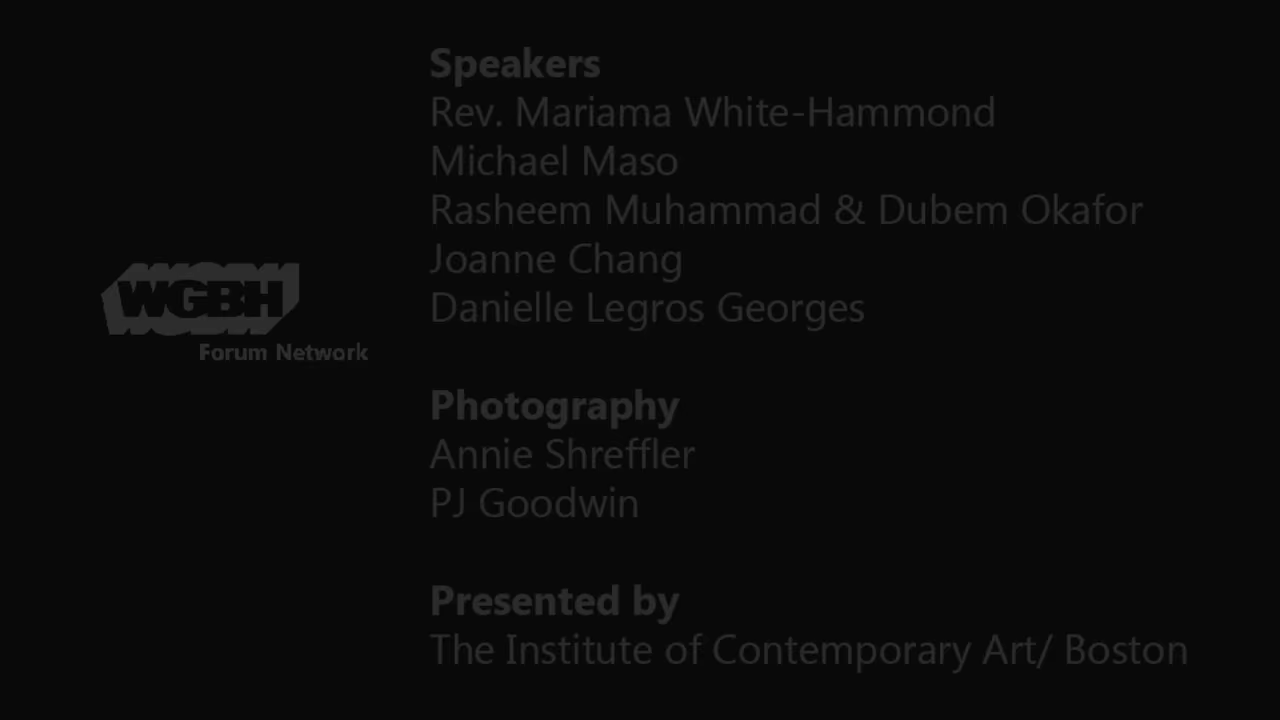 Speakers
Rev. Mariama White-Hammond
Michael Maso
Rasheem Muhammad & Dubem Okafor
Joanne Chang
Danielle Legros Georges
WGBH
Forum Network
Photography
Annie Shreffler
PJ Goodwin
Presented by
The Institute of Contemporary Art/ Boston